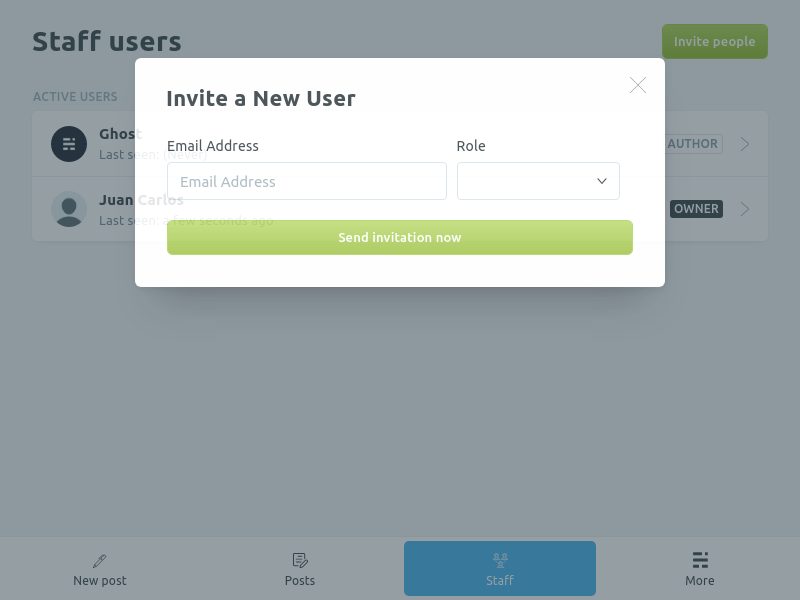 Staff users
Invite people
Invite a New User
ACTIVE USERS
Ghost
Last seen: (Never)
AUTHOR
Email Address
Role
Email Address
Juan Carlos
Last seen: a few seconds ago
OWNER
Send invitation now
New post
Posts
Staff
More